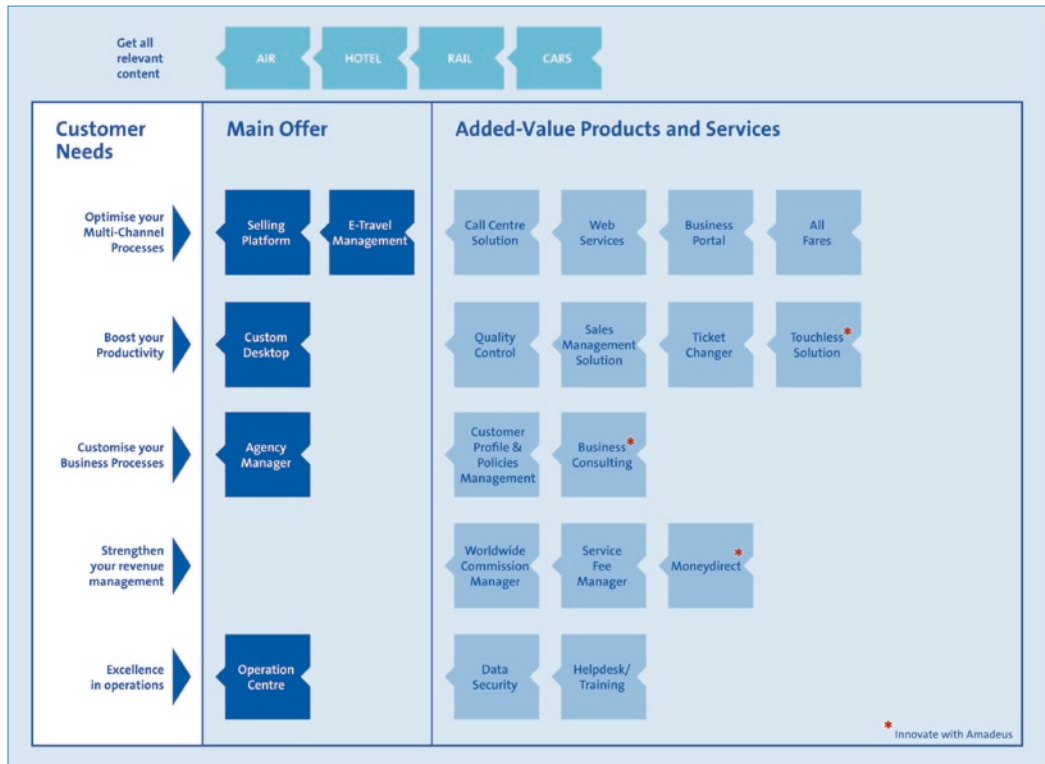 Get all
relevant
content
AIR
HOTEL
RAIL
CARS
Customer
Needs
Main Offer
Added-Value Products and Services
Optimise your
Multi-Channel
Processes
Selling
Platform
E-Travel
Management
Call Centre
Solution
Web
Services
Business
Portal
All
Fares
Boost your
Productivity
Custom
Desktop
Quality
Control
Sales
Management
Solution
Ticket
Changer
Touchless *
Solution
Customise your
Business Processes
Agency
Manager
Customer
Profile &
Policies
Management
Business *
Consulting
Strengthen
your revenue
management
Worldwide
Commission
Manager
Service
Fee
Manager
Moneydirect *
Excellence
in operations
Operation
Centre
Data
Security
Helpdesk/
Training
* Innovate with Amadeus